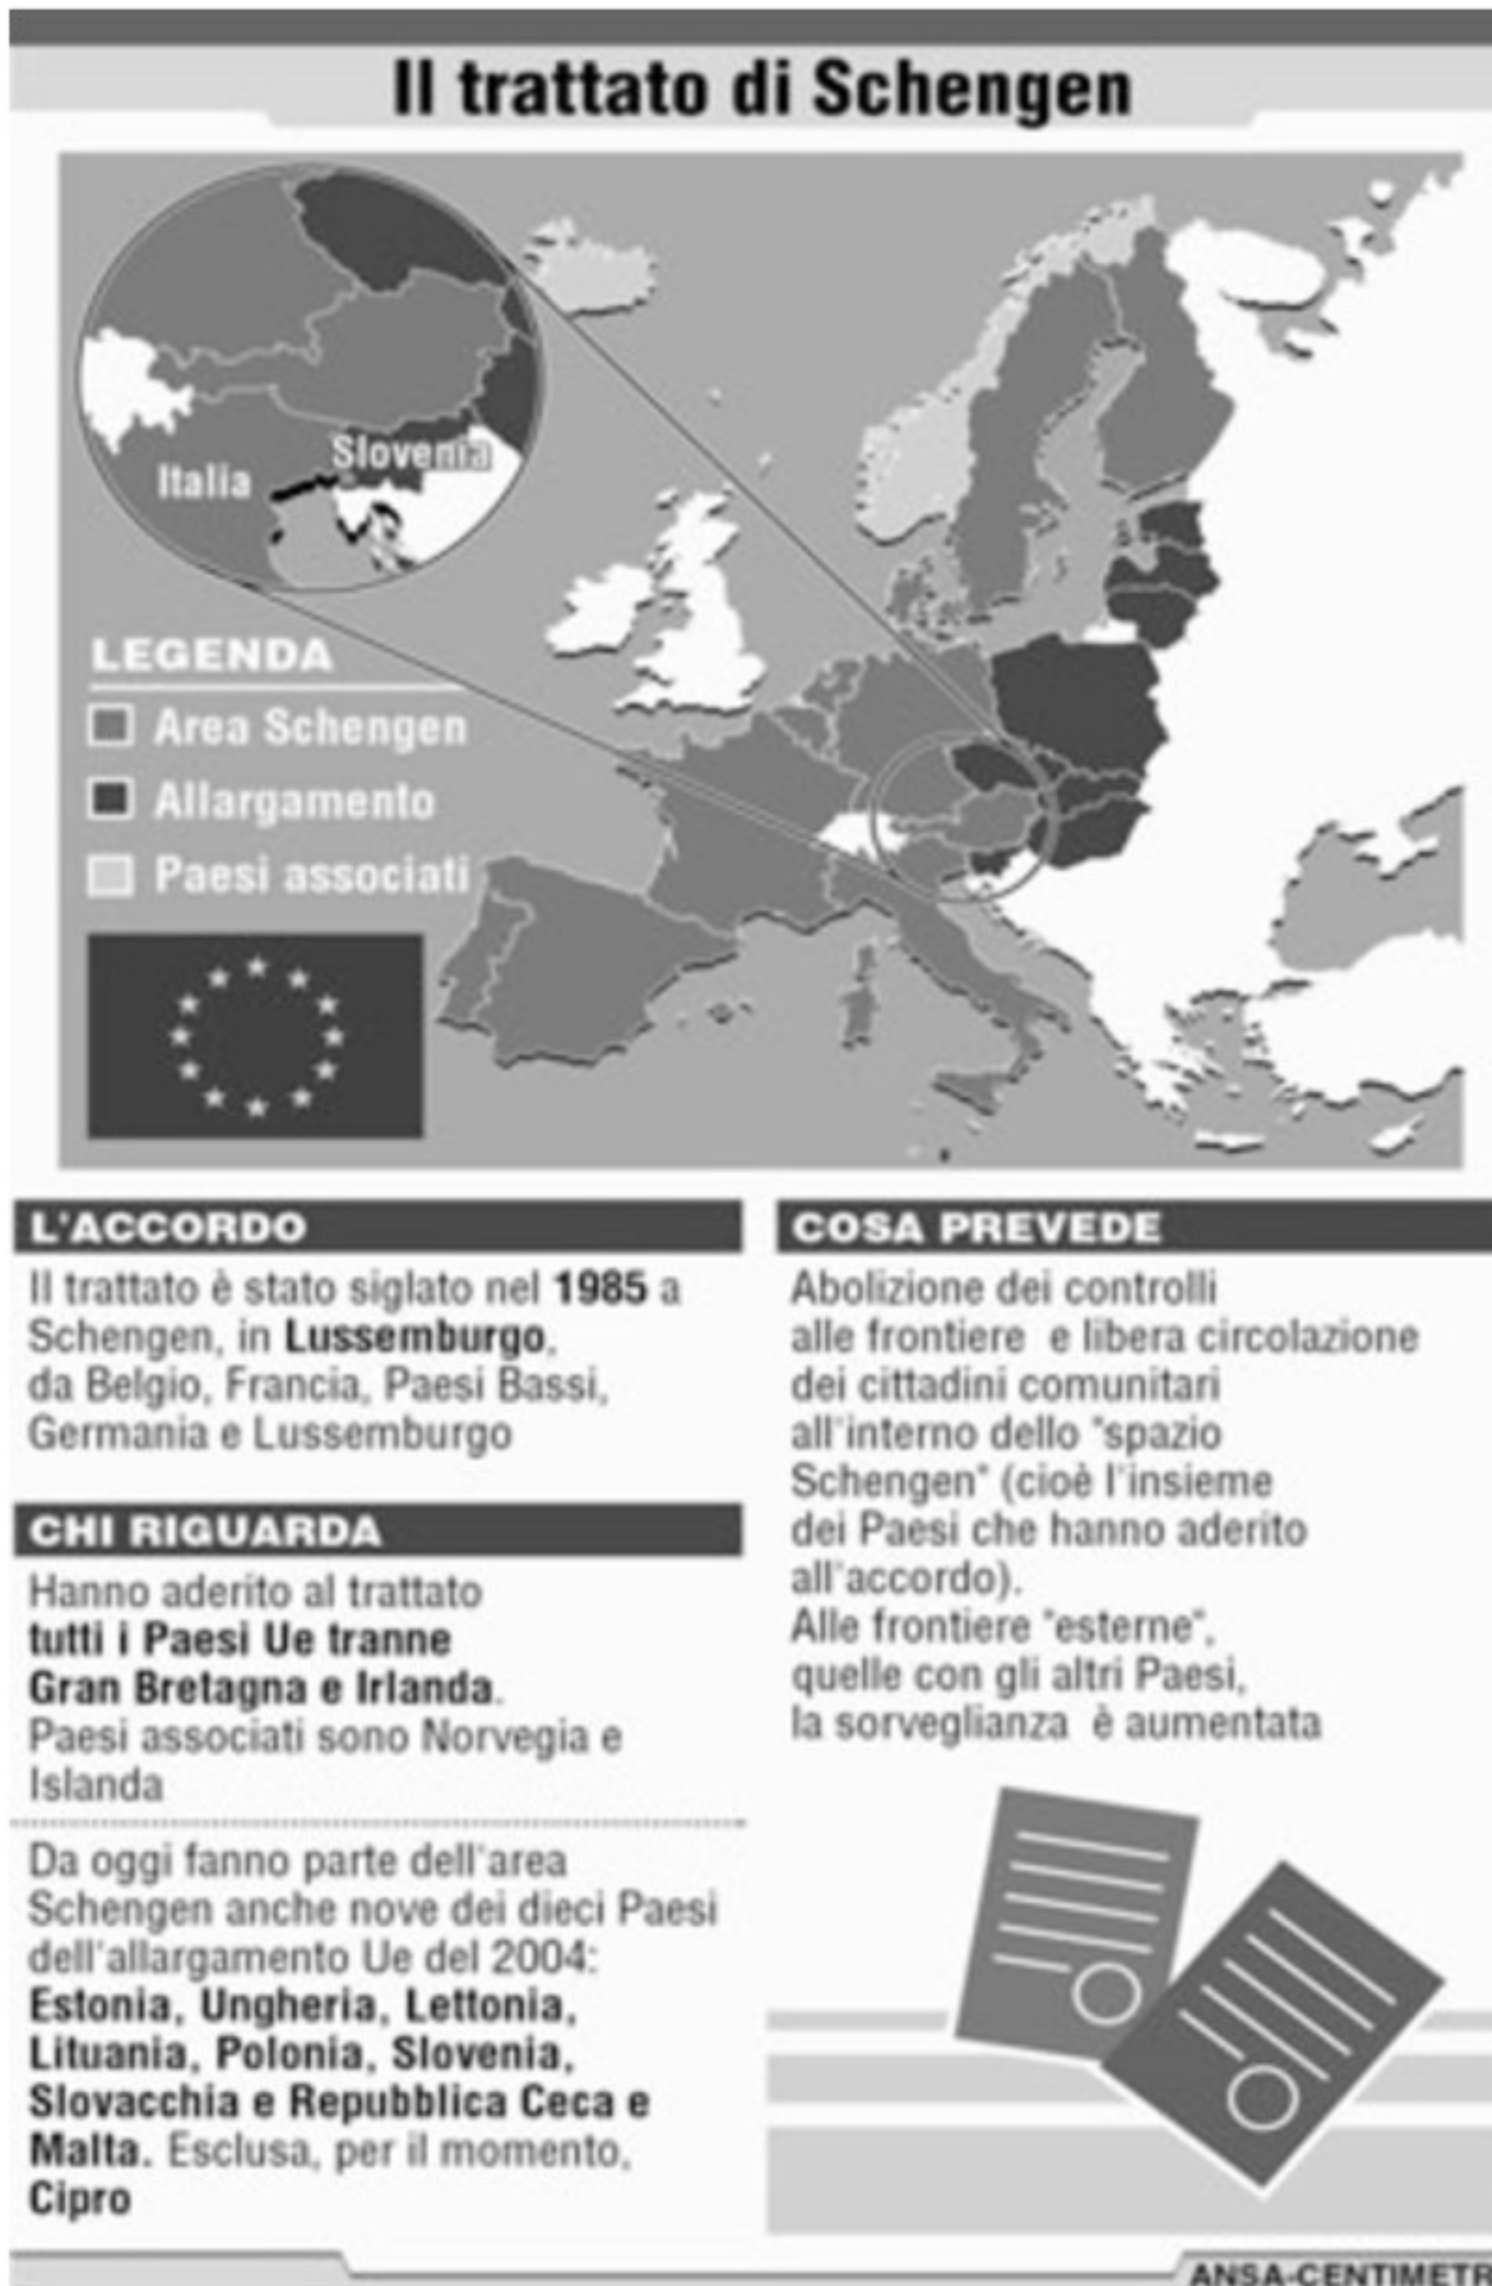 Il trattato di Schengen
Slovenia
Italia
LEGENDA
Area Schengen
Allargamento
Paesi associati
L'ACCORDO
Il trattato è stato siglato nel 1985 a
Schengen, in Lussemburgo,
da Belgio, Francia, Paesi Bassi,
Germania e Lussemburgo
CHI RIGUARDA
Hanno aderito al trattato
tutti i Paesi Ue tranne
Gran Bretagna e Irlanda.
Paesi associati sono Norvegia e
Islanda
Da oggi fanno parte dell'area
Schengen anche nove dei dieci Paesi
dell'allargamento Ue del 2004:
Estonia, Ungheria, Lettonia,
Lituania, Polonia, Slovenia,
Slovacchia e Repubblica Ceca e
Malta. Esclusa, per il momento,
Cipro
COSA PREVEDE
Abolizione dei controlli
alle frontiere e libera circolazione
dei cittadini comunitari
all'interno dello "spazio
Schengen" (cioè l'insieme
dei Paesi che hanno aderito
all'accordo).
Alle frontiere "esterne",
quelle con gli altri Paesi,
la sorveglianza è aumentata
ANSA-CENTIMETR